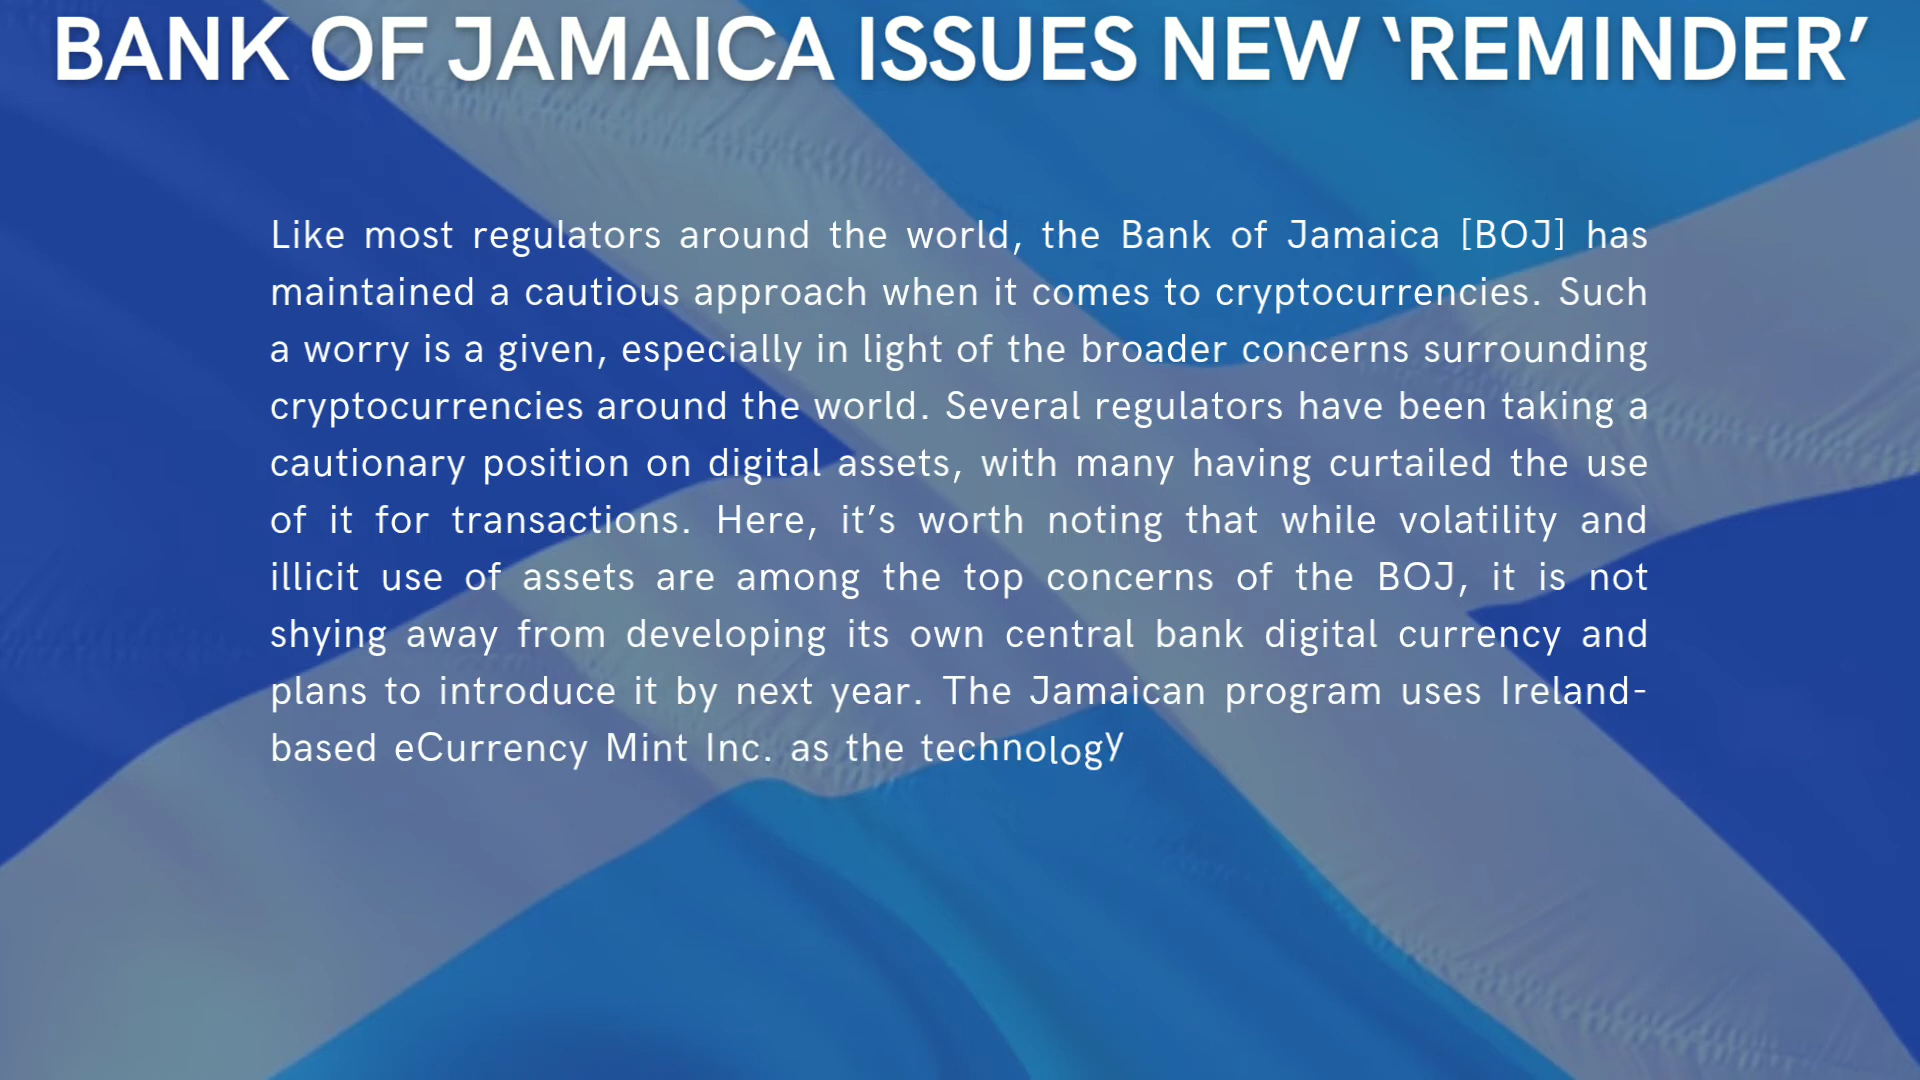 BANK OF JAMAICA ISSUES NEW ‘REMINDER’
Like most regulators around the world, the Bank of Jamaica [BOJ] has
maintained a cautious approach when it comes to cryptocurrencies. Such
a worry is a given, especially in light of the broader concerns surrounding
cryptocurrencies around the world. Several regulators have been taking a
cautionary position on digital assets, with many having curtailed the use
of it for transactions. Here, it’s worth noting that while volatility and
illicit use of assets are among the top concerns of the BOJ, it is not
shying away from developing its own central bank digital currency and
plans to introduce it by next year. The Jamaican program uses Ireland-
based eCurrency Mint Inc. as the technology